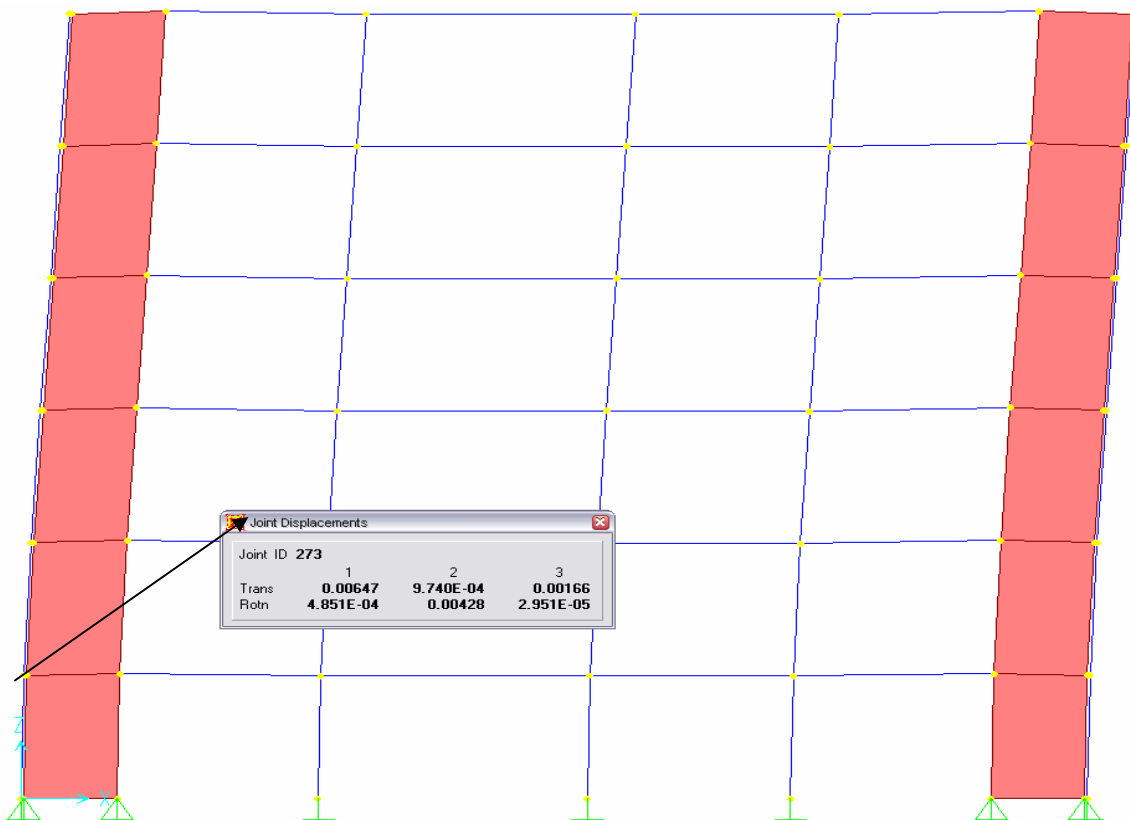 Joint Displacements
Joint ID 273
1 2 3
Trans 0.00647 9.740E-04 0.00166
Rotn 4.851E-04 0.00428 2.951E-05
Z
X